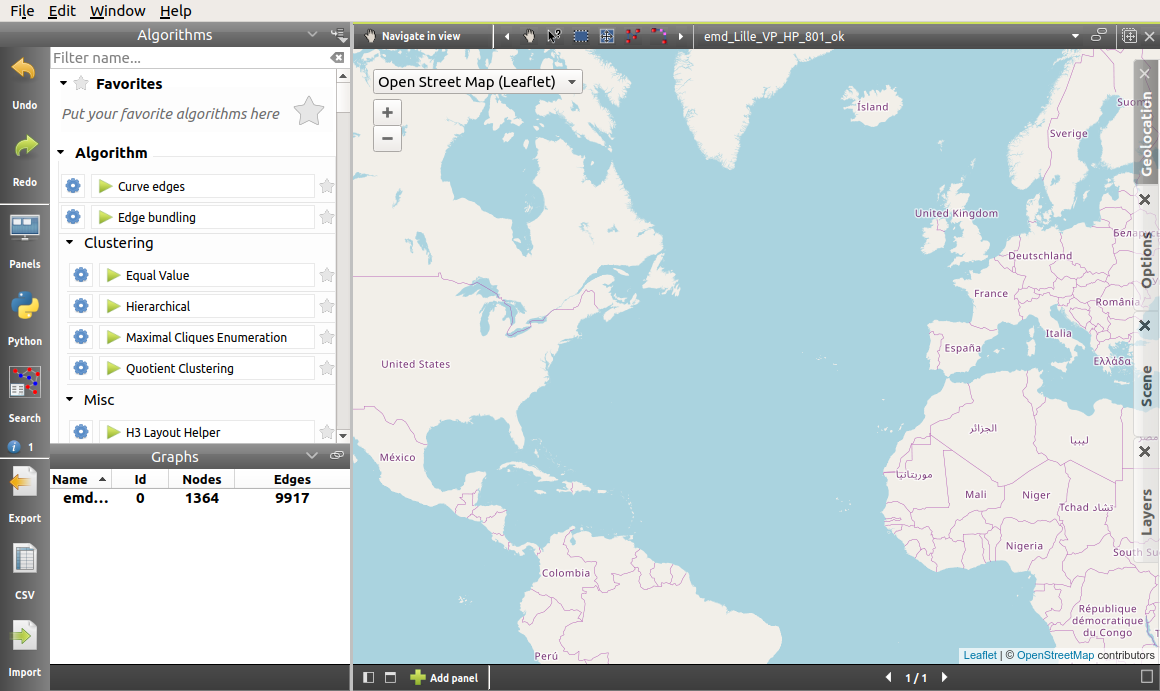 File Edit Window Help
Algorithms
Undo
Redo
Panels
Python
Search
1
Export
CSV
Import
Filter name...
Favorites
Put your favorite algorithms here
Algorithm
Curve edges
Edge bundling
Clustering
Equal Value
Hierarchical
Maximal Cliques Enumeration
Quotient Clustering
Misc
H3 Layout Helper
Graphs
Name Id Nodes Edges
emd... 0 1364 9917
Navigate in view
emd_Lille_VP_HP_801_ok
Open Street Map (Leaflet)
+
−
Ísland
Suom
Sverige
United Kingdom
Беларусь
Deutschland
France
România
Italia
España
Ελλάδα
United States
México
الجزائر
ليبيا
موريتانيا
Mali
Niger
Tchad تشاد
Nigeria
South Su
Colombia
République
démocratique
du Congo
Perú
Geolocation
Options
Scene
Layers
Leaflet | © OpenStreetMap contributors
Add panel
1 / 1